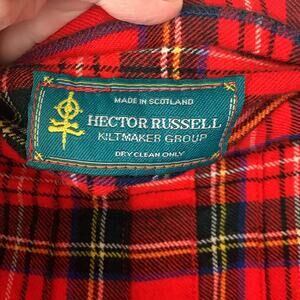 MADE IN SCOTLAND
HECTOR RUSSELL
KILTMAKER GROUP
DRY CLEAN ONLY